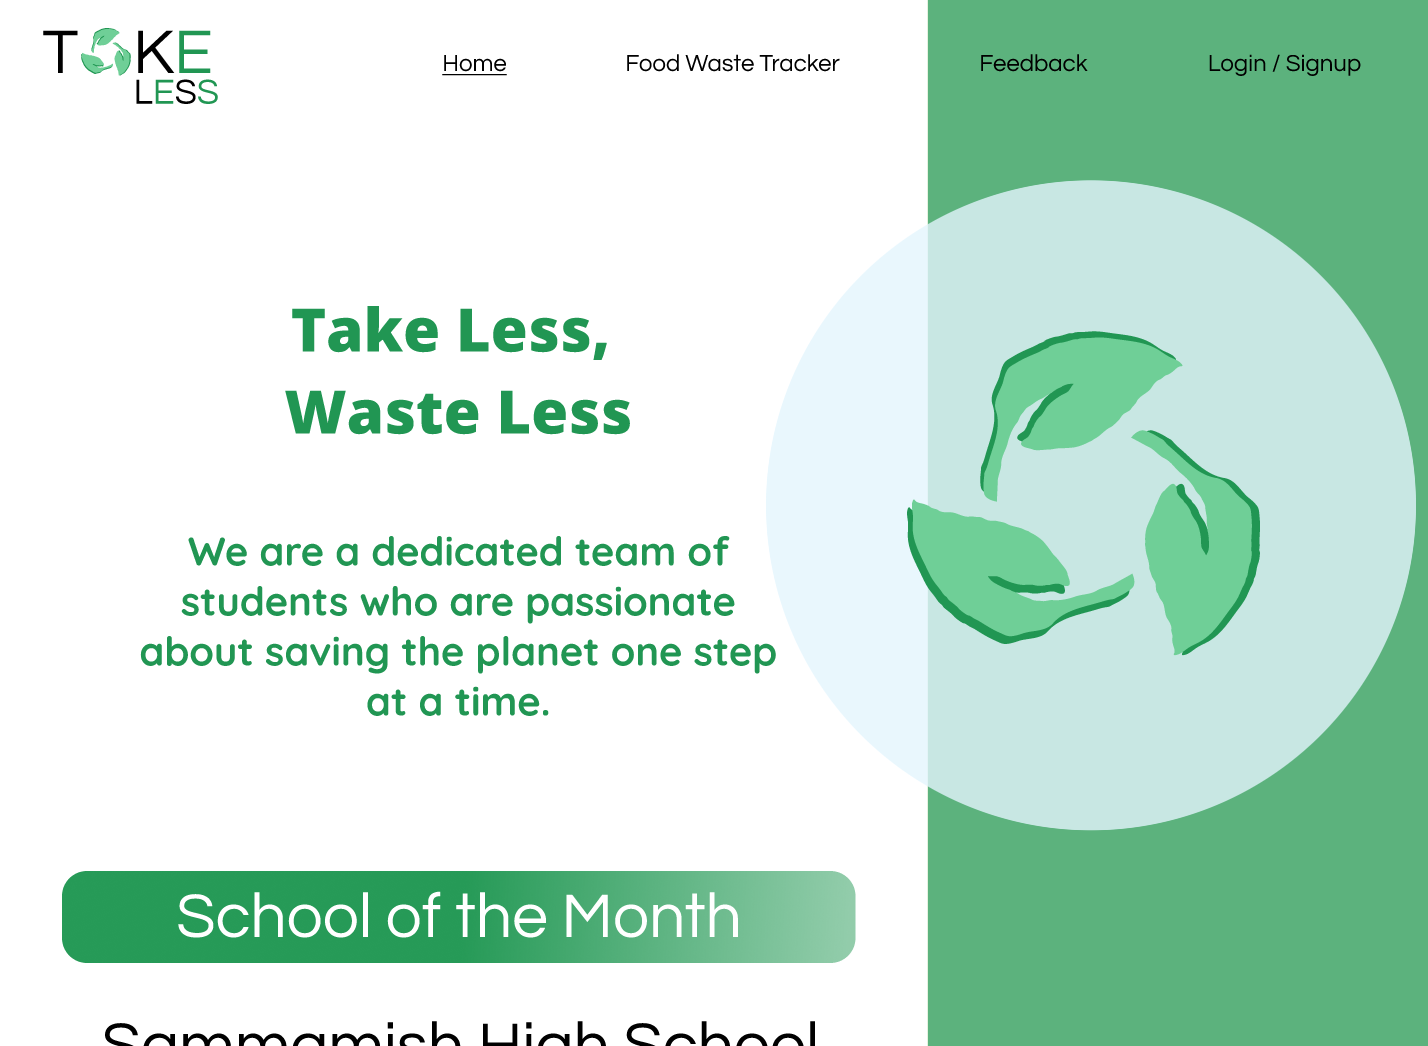 TAKE
LESS
Home
Food Waste Tracker
Feedback
Login / Signup
Take Less,
Waste Less
We are a dedicated team of
students who are passionate
about saving the planet one step
at a time.
School of the Month
Sammamish High School